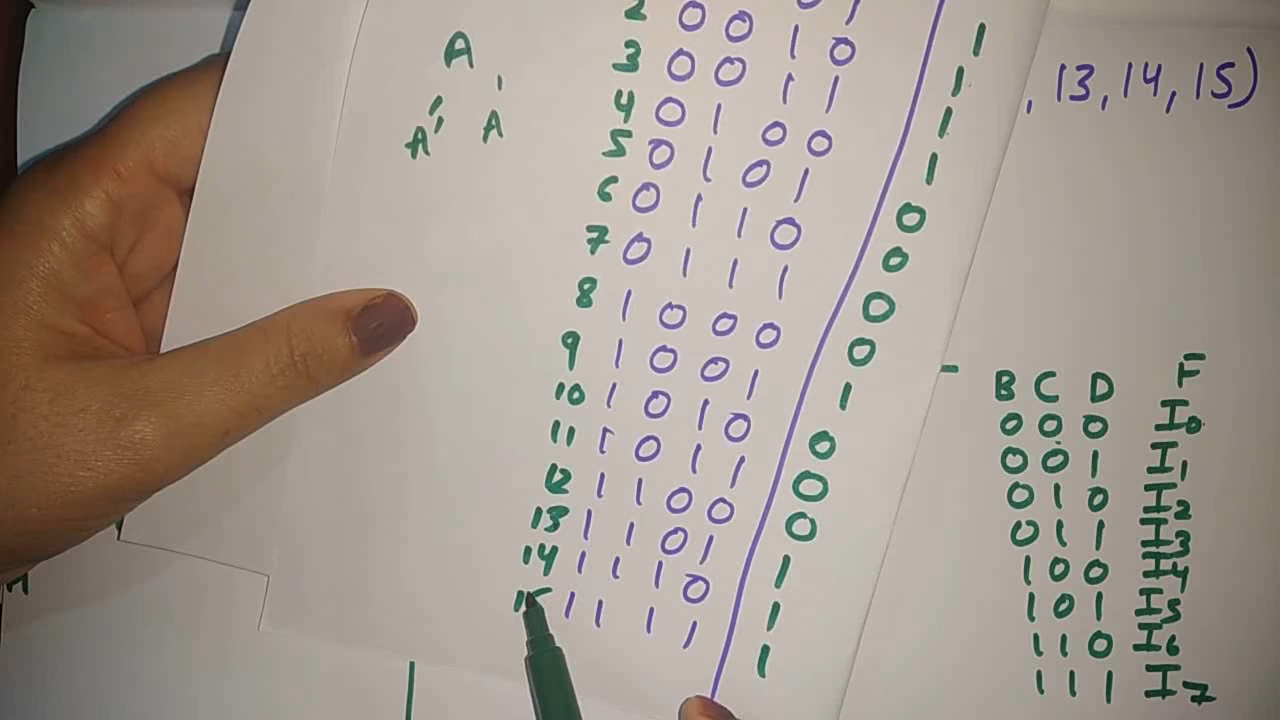 0 1 1
2 0 0 1 0 1
3 0 0 1 1 1
4 0 1 0 0 1
5 0 1 0 1 0
6 0 1 1 0 0
7 0 1 1 1 0
8 1 0 0 0 0
9 1 0 0 1 1
10 1 0 1 0 0
11 1 0 1 1 0
12 1 1 0 0 0
13 1 1 0 1 1
14 1 1 1 0 1
15 1 1 1 1 1
A
A' A
, 13, 14, 15)
B C D F
0 0 0 I0
0 0 1 I1
0 1 0 I2
0 1 1 I3
1 0 0 I4
1 0 1 I5
1 1 0 I6
1 1 1 I7
A